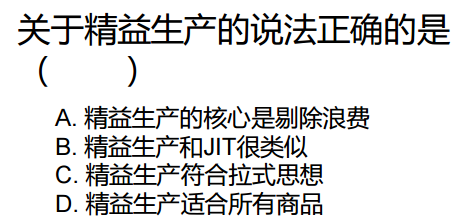 关于精益生产的说法正确的是
（　　）
A. 精益生产的核心是剔除浪费
B. 精益生产和JIT很类似
C. 精益生产符合拉式思想
D. 精益生产适合所有商品